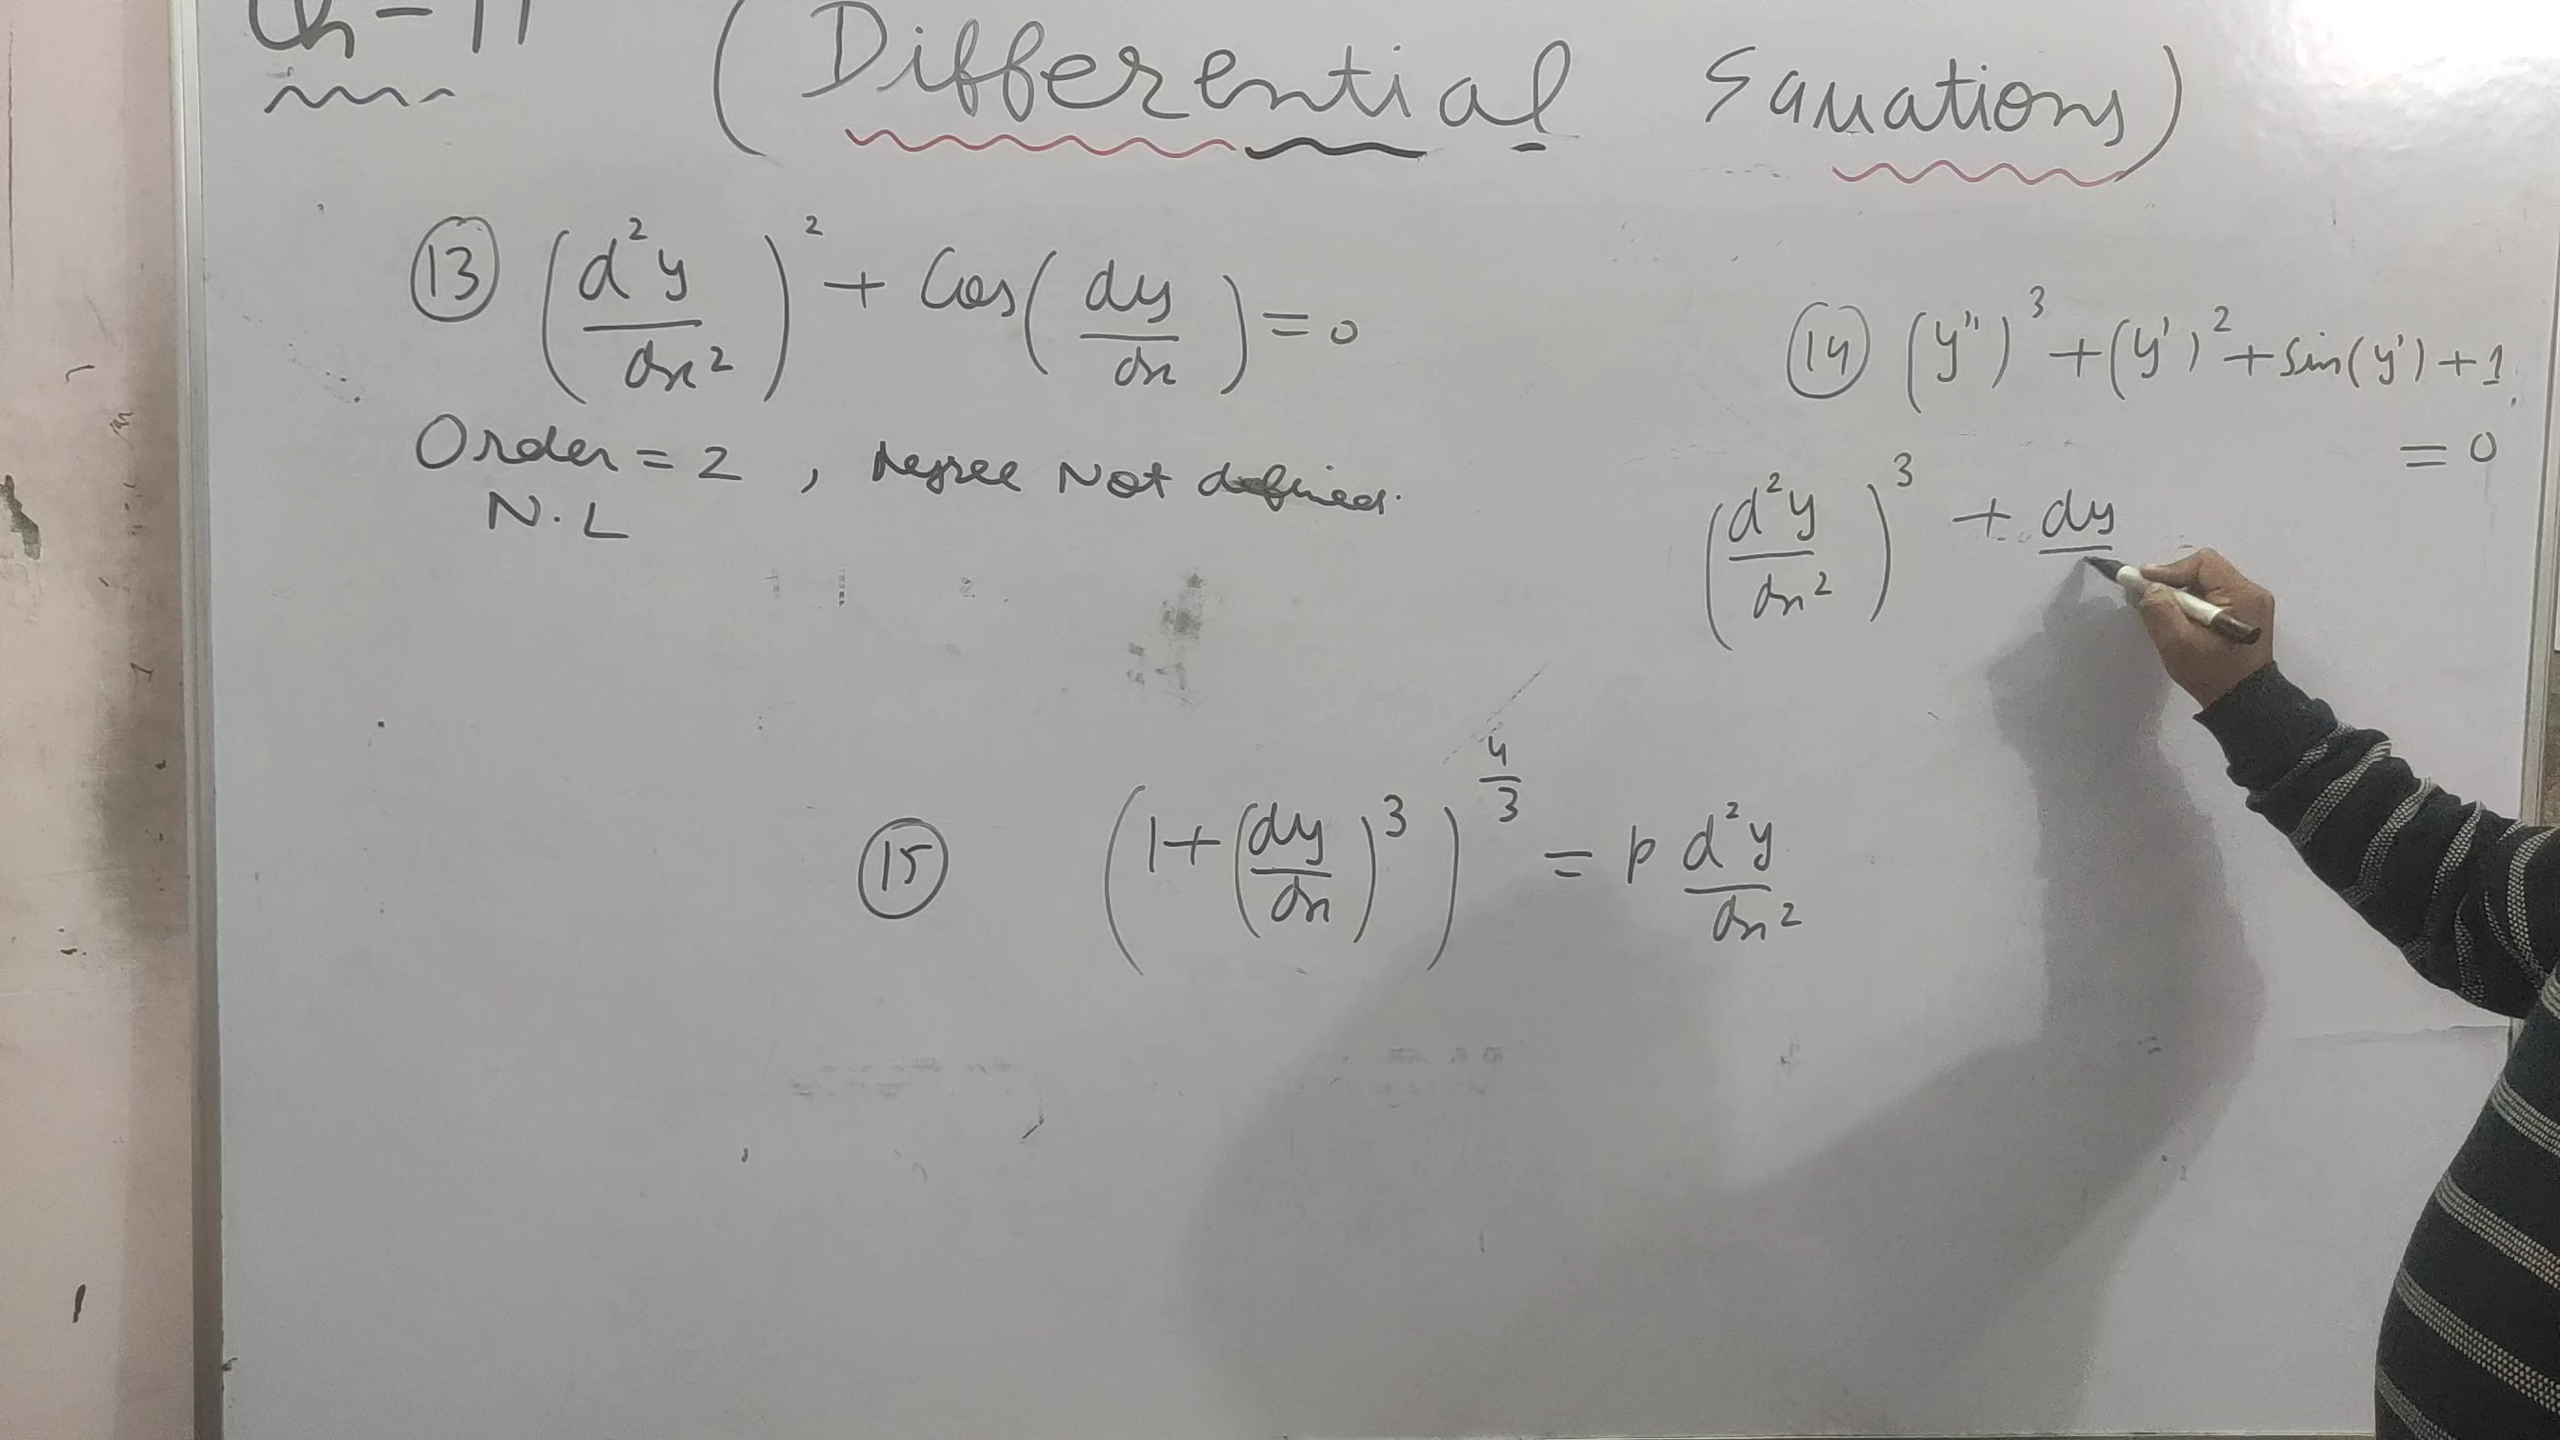 Ch - 11
(Differential Equations)
(13) (d²y/dx²)² + Cos(dy/dx) = 0
Order = 2 , Degree Not defined.
N.L
(14) (y'')³ + (y')² + Sin(y') + 1
= 0
(d²y/dx²)³ + dy
(15) (1 + (dy/dx)³)^(4/3) = p d²y/dx²